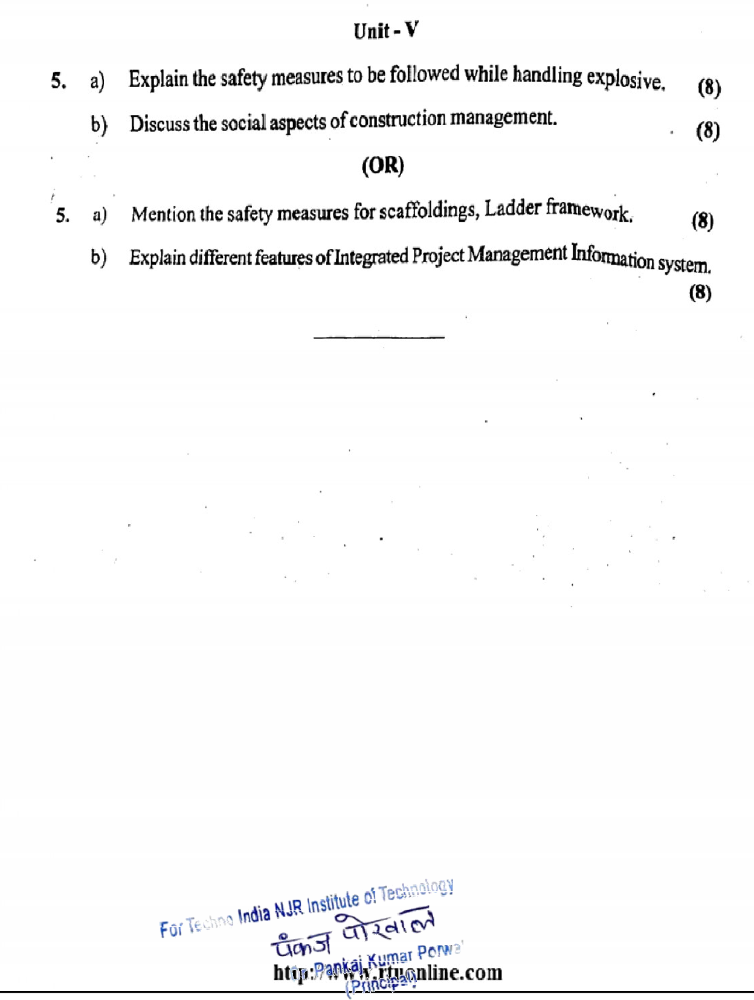 Unit - V
5. a) Explain the safety measures to be followed while handling explosive. (8)
b) Discuss the social aspects of construction management. (8)
(OR)
5. a) Mention the safety measures for scaffoldings, Ladder framework. (8)
b) Explain different features of Integrated Project Management Information system.
(8)
For Techno India NJR Institute of Technology
पंकज पोरवाल
Dr. Pankaj Kumar Porwal
http://www.rtuonline.com
(Principal)